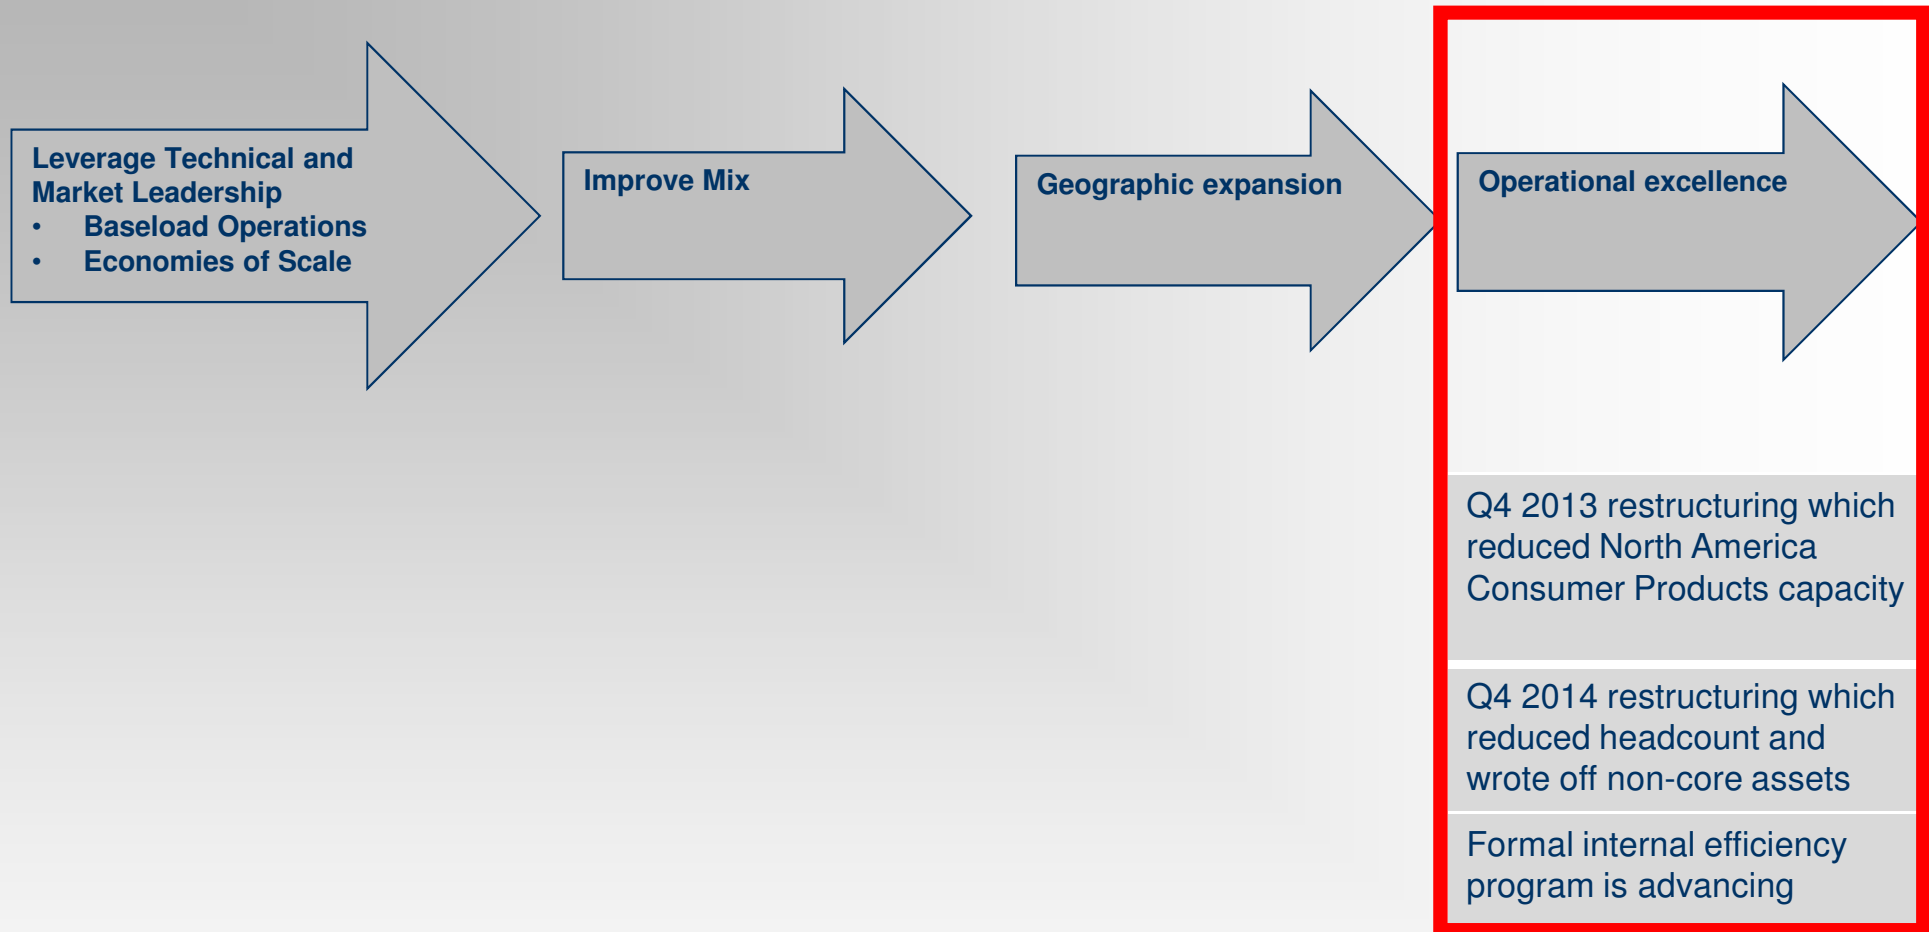 Leverage Technical and
Market Leadership
• Baseload Operations
• Economies of Scale
Improve Mix
Geographic expansion
Operational excellence
Q4 2013 restructuring which
reduced North America
Consumer Products capacity
Q4 2014 restructuring which
reduced headcount and
wrote off non-core assets
Formal internal efficiency
program is advancing